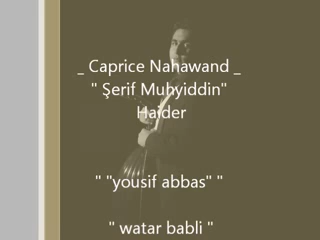 _ Caprice Nahawand _
" Şerif Muhyiddin"
Haider
" "yousif abbas" "
" watar babli "